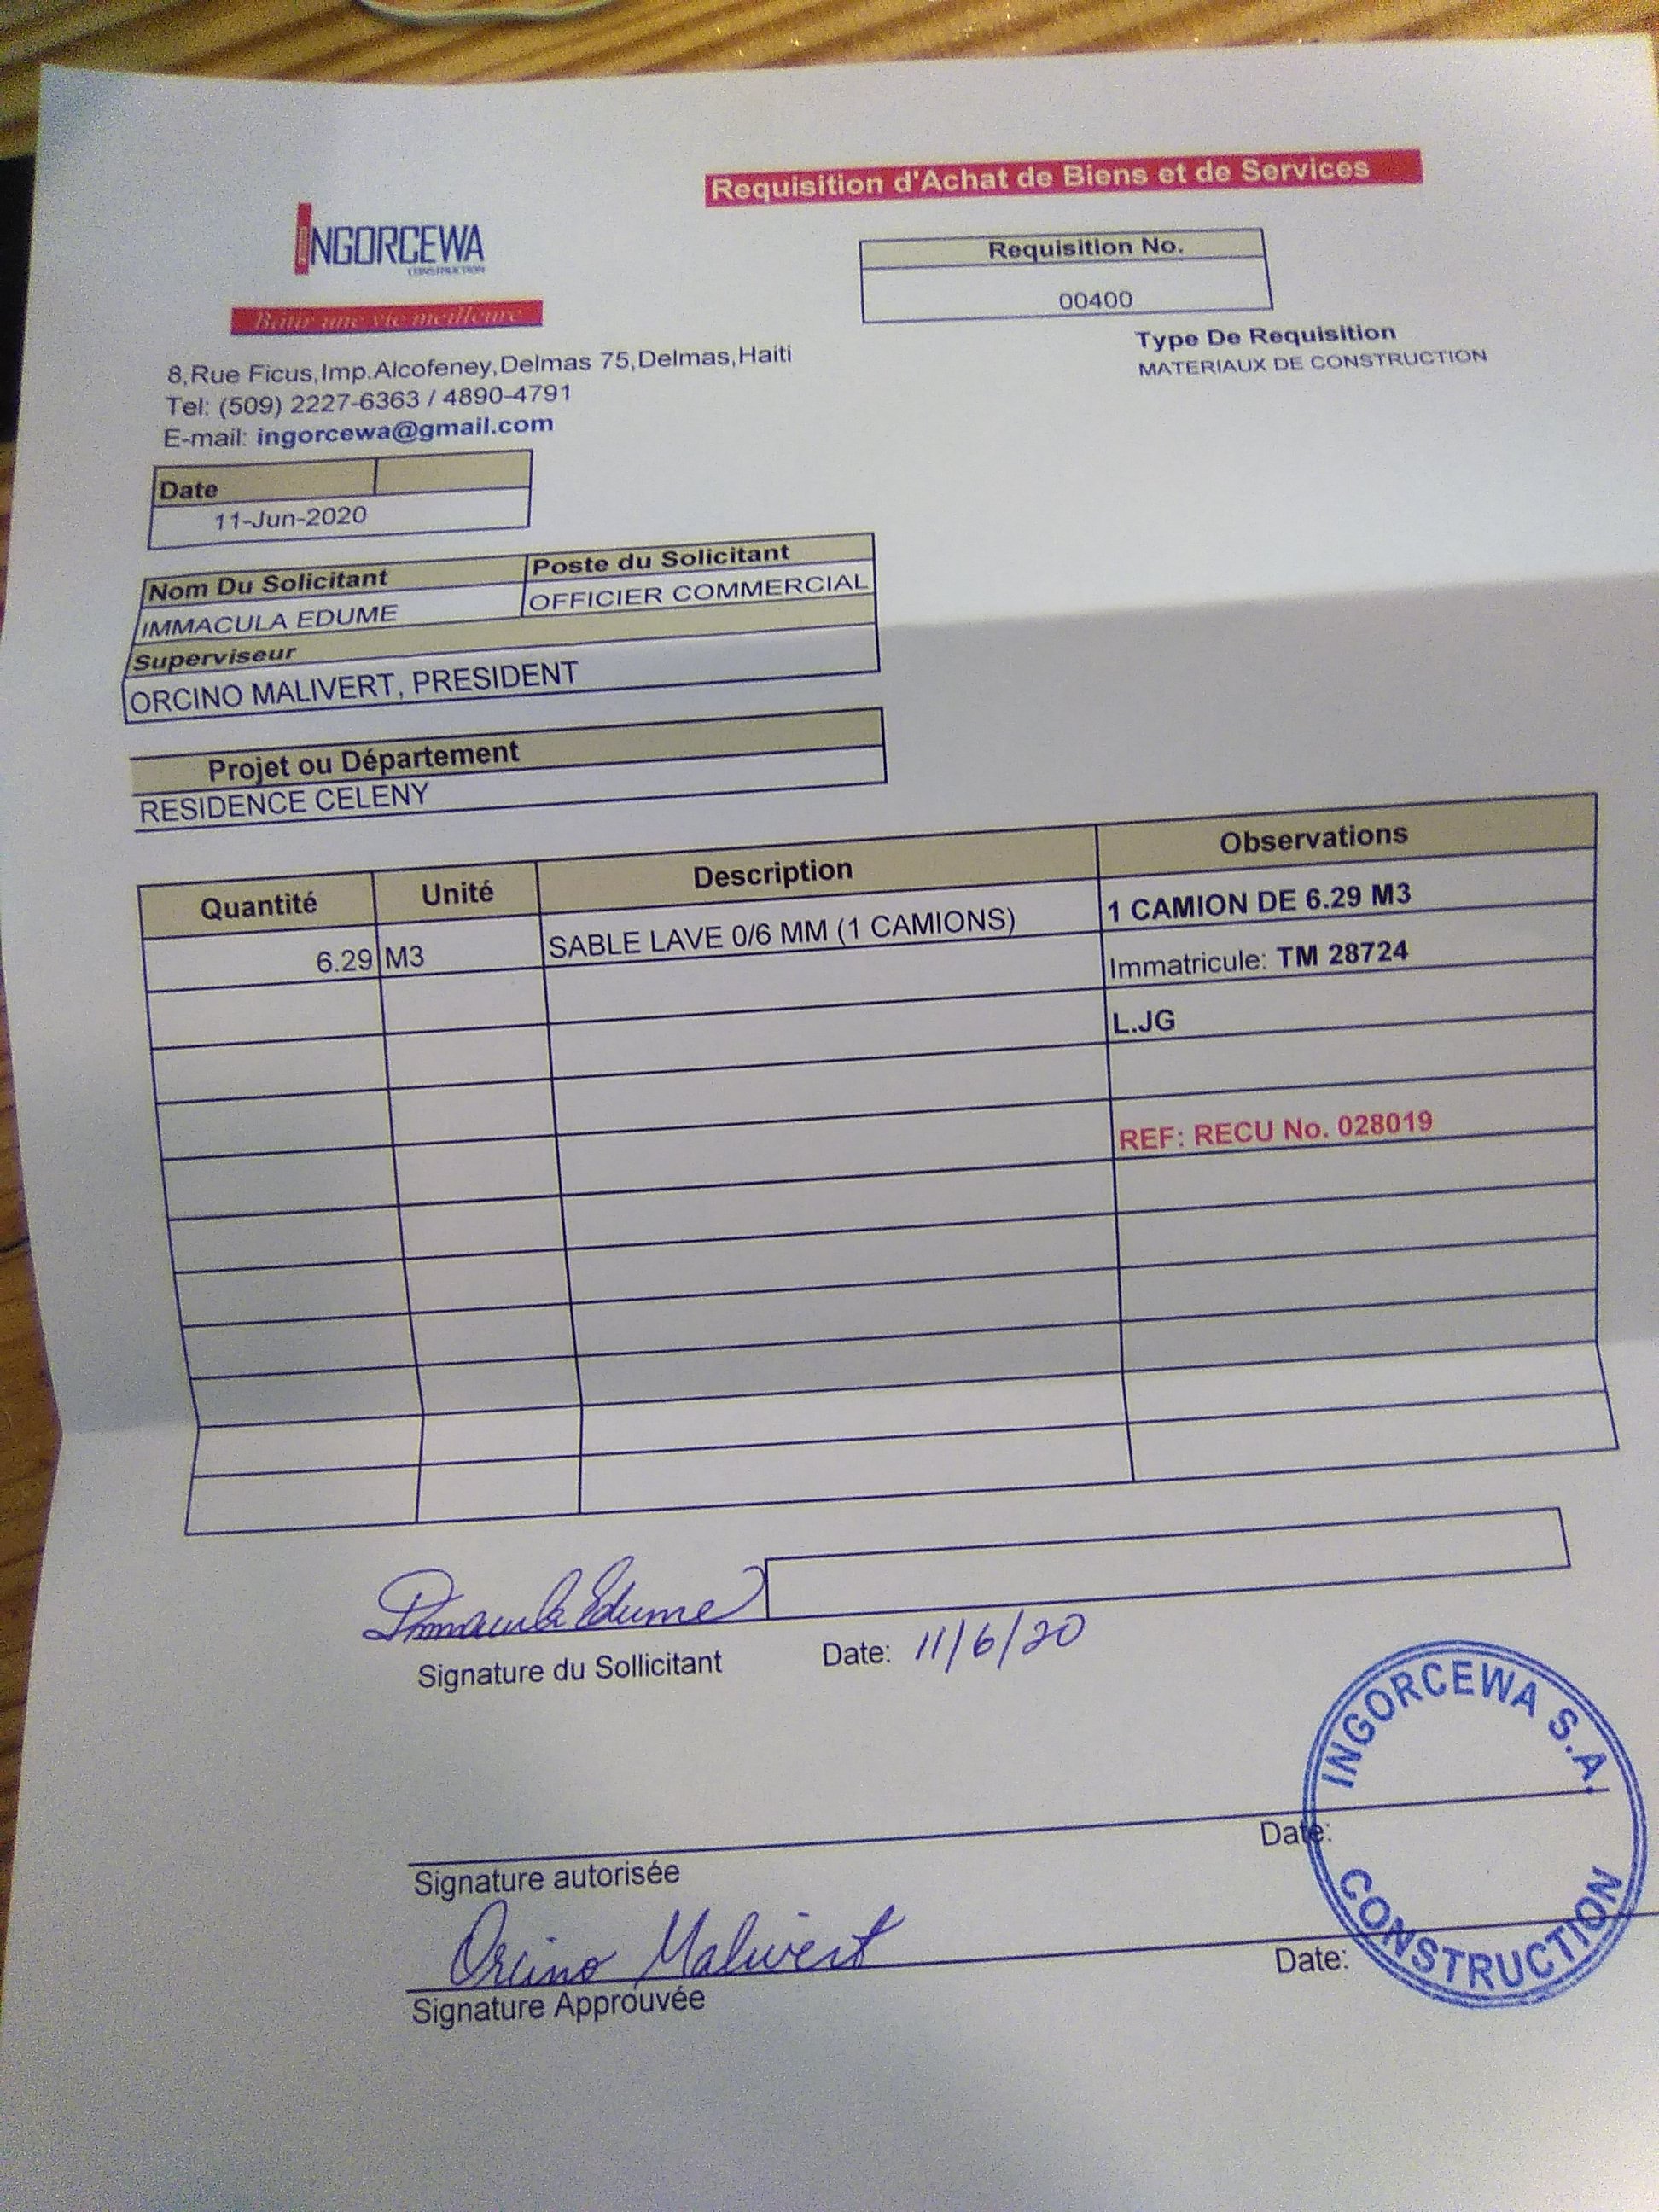 Requisition d'Achat de Biens et de Services
INGORCEWA
CONSTRUCTION
Bâtir une vie meilleure
Requisition No.
00400
Type De Requisition
MATERIAUX DE CONSTRUCTION
8,Rue Ficus,Imp.Alcofeney,Delmas 75,Delmas,Haiti
Tel: (509) 2227-6363 / 4890-4791
E-mail: ingorcewa@gmail.com
Date
11-Jun-2020
Nom Du Solicitant Poste du Solicitant
IMMACULA EDUME OFFICIER COMMERCIAL
Superviseur
ORCINO MALIVERT, PRESIDENT
Projet ou Département
RESIDENCE CELENY
Quantité Unité Description Observations
6.29 M3 SABLE LAVE 0/6 MM (1 CAMIONS) 1 CAMION DE 6.29 M3
Immatricule: TM 28724
L.JG
REF: RECU No. 028019
Immacula Edume
Signature du Sollicitant Date: 11/6/20
INGORCEWA S.A.
CONSTRUCTION
Signature autorisée Date:
Orcino Malivert
Signature Approuvée Date: